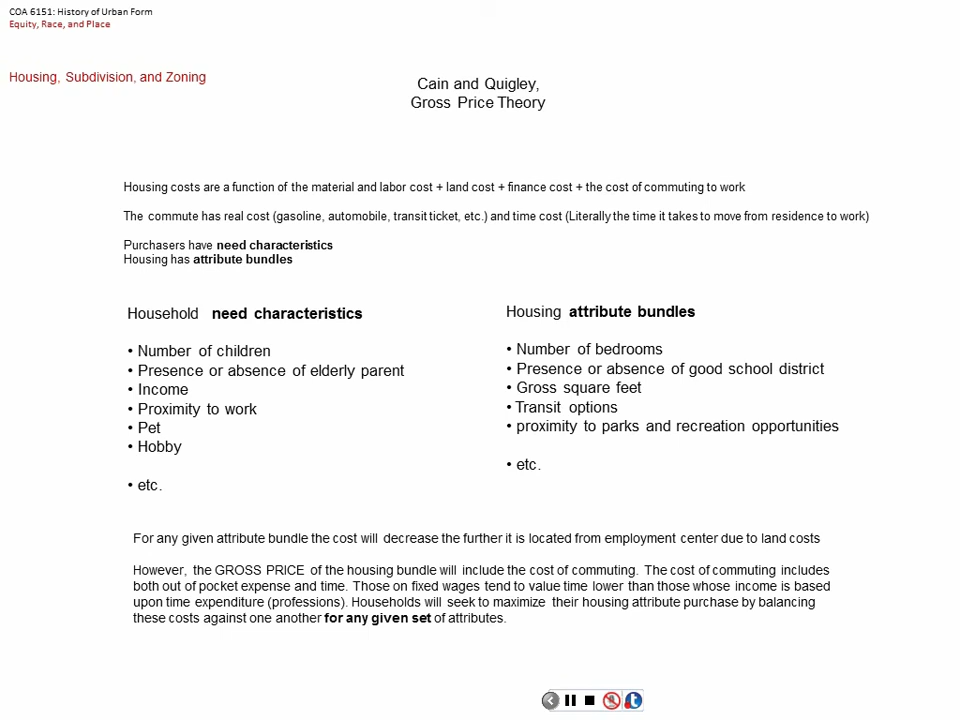 COA 6151: History of Urban Form
Equity, Race, and Place
Housing, Subdivision, and Zoning
Cain and Quigley,
Gross Price Theory
Housing costs are a function of the material and labor cost + land cost + finance cost + the cost of commuting to work
The commute has real cost (gasoline, automobile, transit ticket, etc.) and time cost (Literally the time it takes to move from residence to work)
Purchasers have need characteristics
Housing has attribute bundles
Household need characteristics
• Number of children
• Presence or absence of elderly parent
• Income
• Proximity to work
• Pet
• Hobby
• etc.
Housing attribute bundles
• Number of bedrooms
• Presence or absence of good school district
• Gross square feet
• Transit options
• proximity to parks and recreation opportunities
• etc.
For any given attribute bundle the cost will decrease the further it is located from employment center due to land costs
However, the GROSS PRICE of the housing bundle will include the cost of commuting. The cost of commuting includes
both out of pocket expense and time. Those on fixed wages tend to value time lower than those whose income is based
upon time expenditure (professions). Households will seek to maximize their housing attribute purchase by balancing
these costs against one another for any given set of attributes.